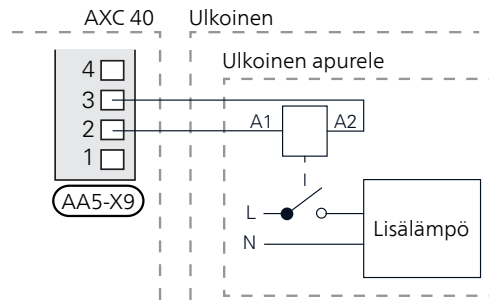 AXC 40 Ulkoinen
Ulkoinen apurele
4
3
2
1
A1 A2
AA5-X9
L
N
Lisälämpö